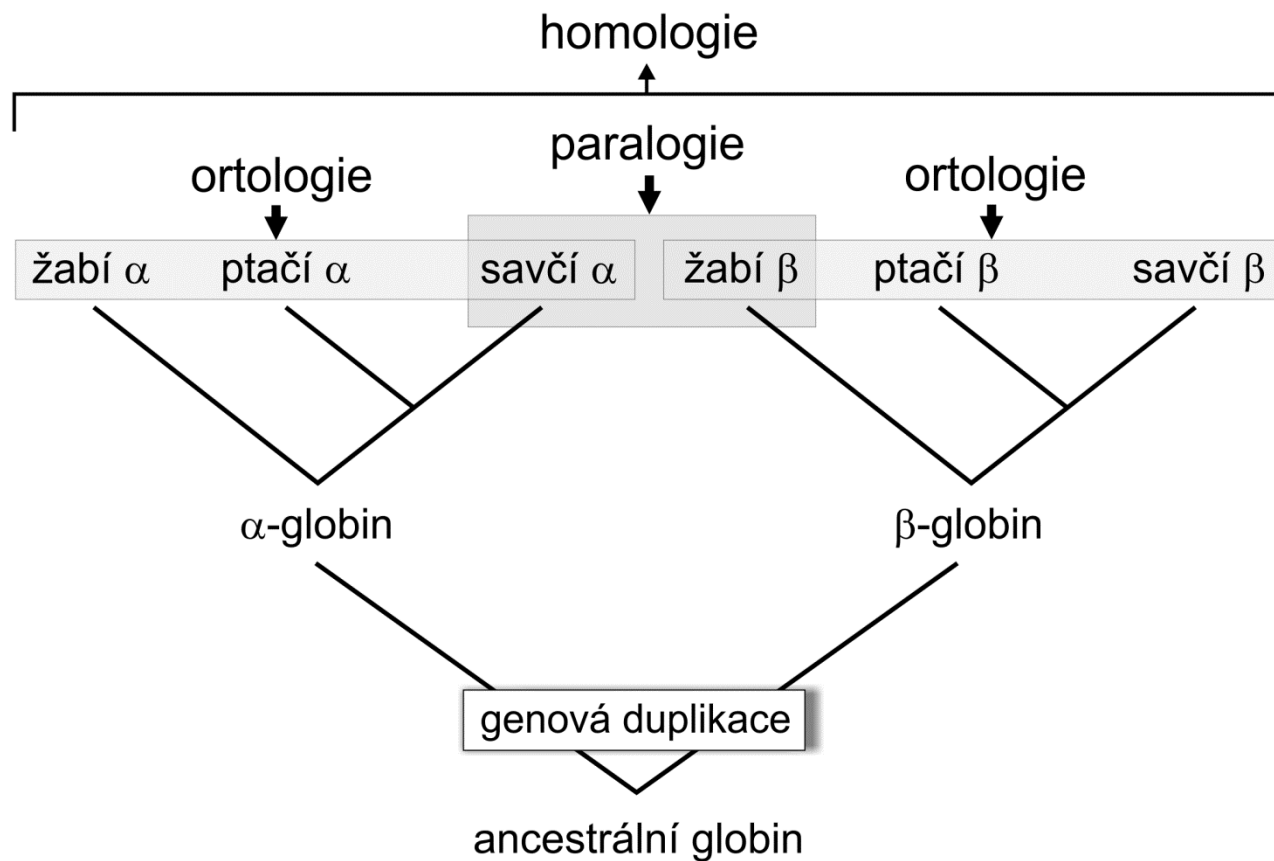 homologie
paralogie
ortologie ortologie
žabí α ptačí α savčí α žabí β ptačí β savčí β
α-globin β-globin
genová duplikace
ancestrální globin